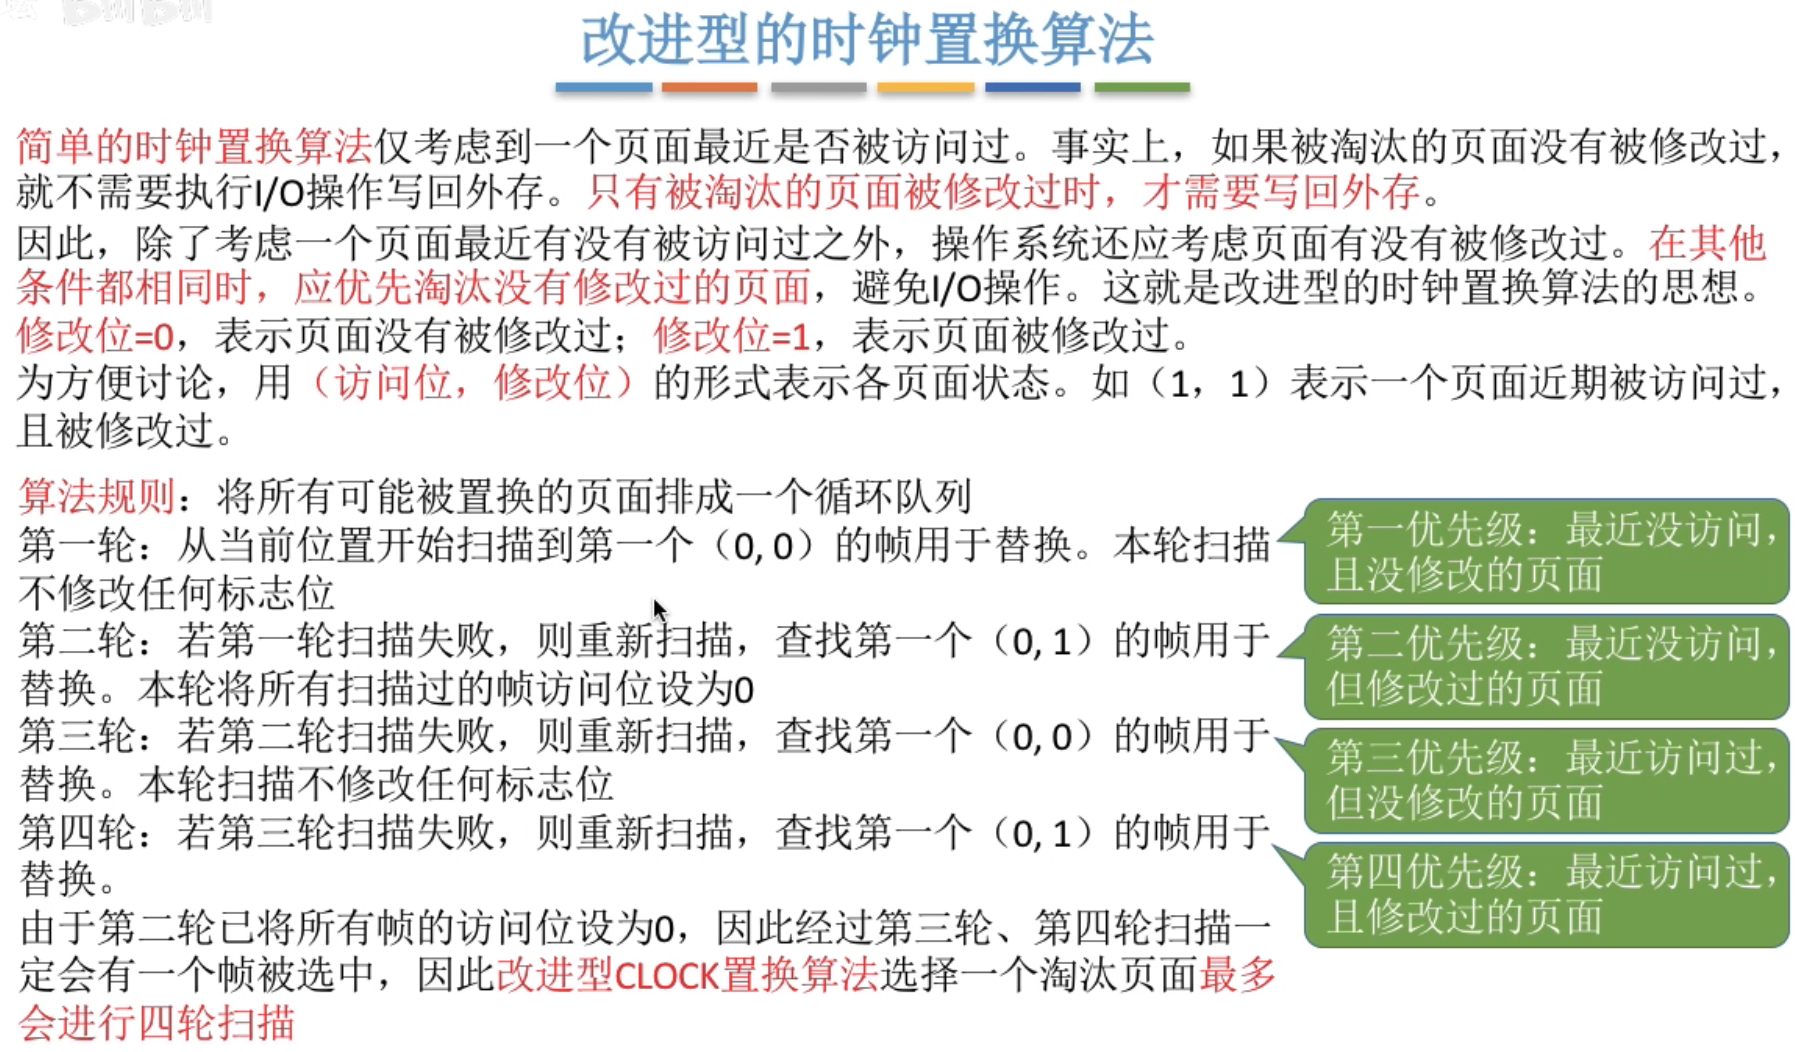 改进型的时钟置换算法
简单的时钟置换算法仅考虑到一个页面最近是否被访问过。事实上，如果被淘汰的页面没有被修改过，
就不需要执行I/O操作写回外存。只有被淘汰的页面被修改过时，才需要写回外存。
因此，除了考虑一个页面最近有没有被访问过之外，操作系统还应考虑页面有没有被修改过。在其他
条件都相同时，应优先淘汰没有修改过的页面，避免I/O操作。这就是改进型的时钟置换算法的思想。
修改位=0，表示页面没有被修改过；修改位=1，表示页面被修改过。
为方便讨论，用（访问位，修改位）的形式表示各页面状态。如（1，1）表示一个页面近期被访问过，
且被修改过。
算法规则：将所有可能被置换的页面排成一个循环队列
第一轮：从当前位置开始扫描到第一个（0, 0）的帧用于替换。本轮扫描
不修改任何标志位
第二轮：若第一轮扫描失败，则重新扫描，查找第一个（0, 1）的帧用于
替换。本轮将所有扫描过的帧访问位设为0
第三轮：若第二轮扫描失败，则重新扫描，查找第一个（0, 0）的帧用于
替换。本轮扫描不修改任何标志位
第四轮：若第三轮扫描失败，则重新扫描，查找第一个（0, 1）的帧用于
替换。
由于第二轮已将所有帧的访问位设为0，因此经过第三轮、第四轮扫描一
定会有一个帧被选中，因此改进型CLOCK置换算法选择一个淘汰页面最多
会进行四轮扫描
第一优先级：最近没访问，
且没修改的页面
第二优先级：最近没访问，
但修改过的页面
第三优先级：最近访问过，
但没修改的页面
第四优先级：最近访问过，
且修改过的页面